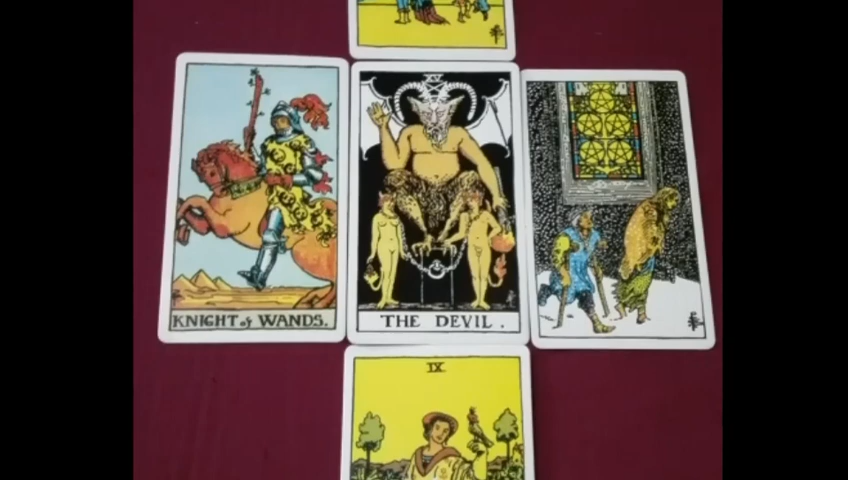 XV
KNIGHT of WANDS.
THE DEVIL.
IX